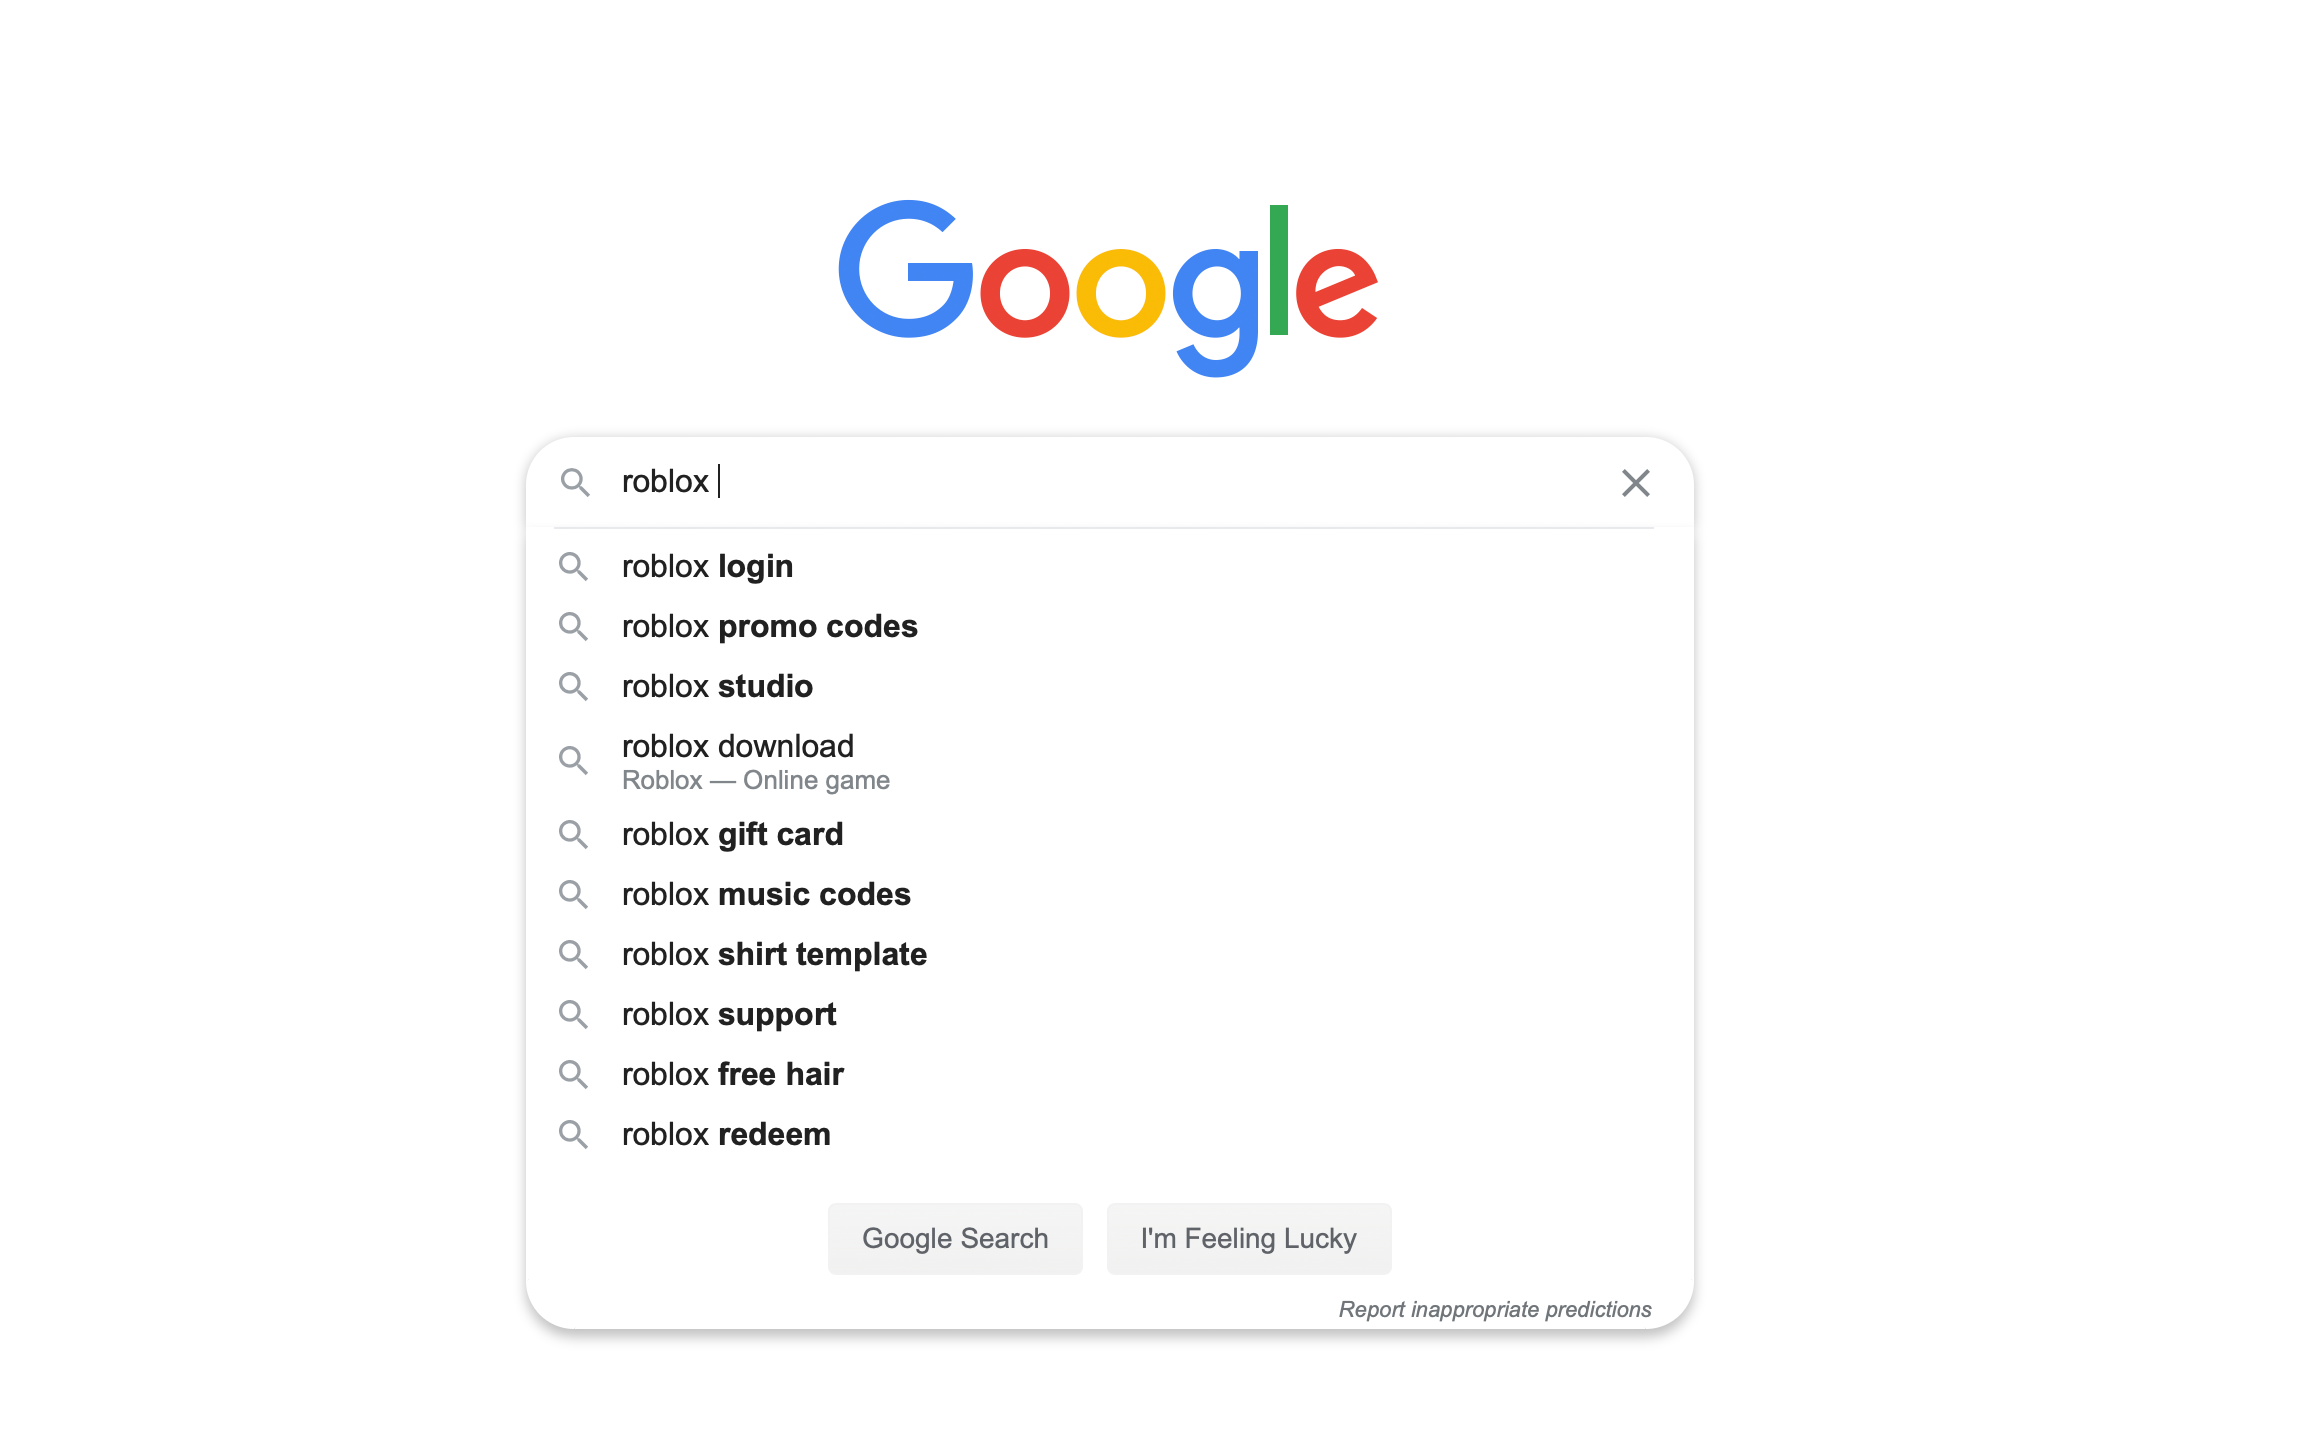 Google
roblox
roblox login
roblox promo codes
roblox studio
roblox download
Roblox — Online game
roblox gift card
roblox music codes
roblox shirt template
roblox support
roblox free hair
roblox redeem
Google Search
I'm Feeling Lucky
Report inappropriate predictions